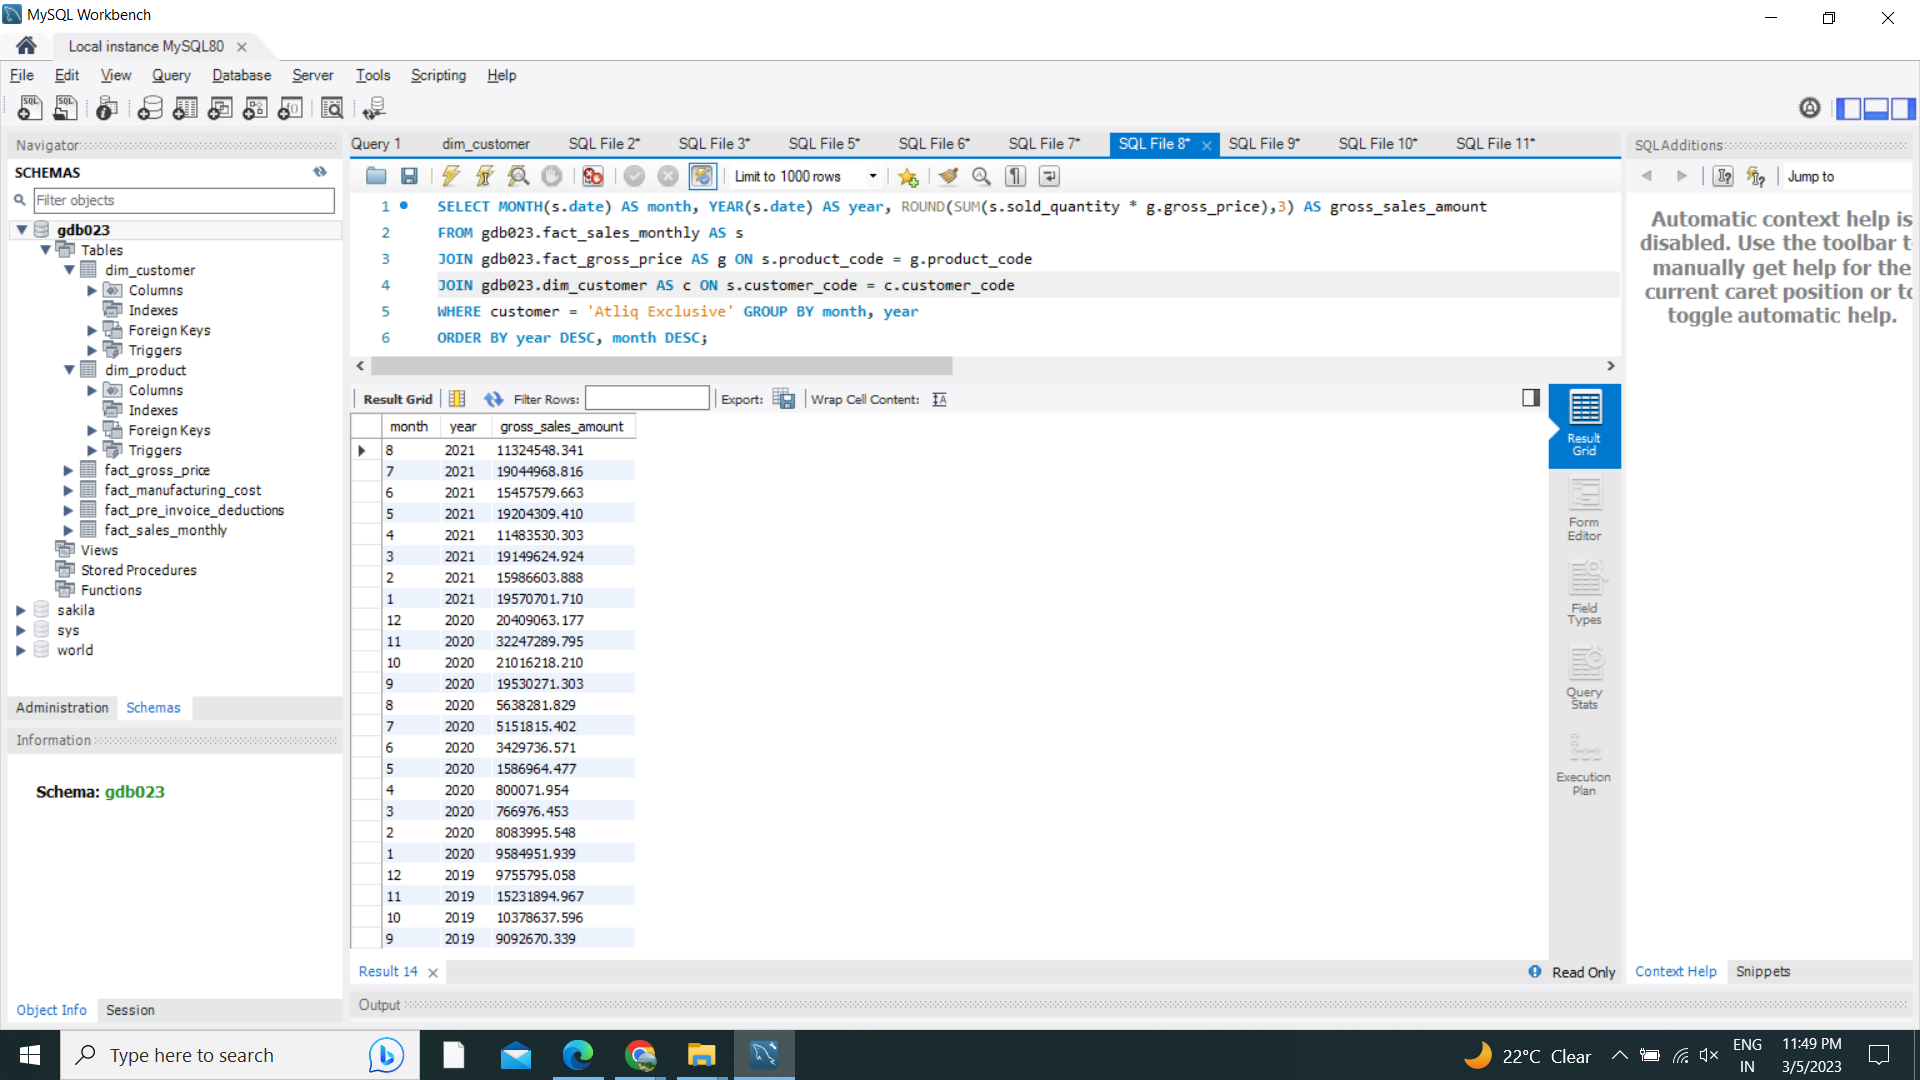 MySQL Workbench
Local instance MySQL80
File Edit View Query Database Server Tools Scripting Help
Navigator
SCHEMAS
Filter objects
gdb023
Tables
dim_customer
Columns
Indexes
Foreign Keys
Triggers
dim_product
Columns
Indexes
Foreign Keys
Triggers
fact_gross_price
fact_manufacturing_cost
fact_pre_invoice_deductions
fact_sales_monthly
Views
Stored Procedures
Functions
sakila
sys
world
Administration Schemas
Information
Schema: gdb023
Object Info Session
Query 1 dim_customer SQL File 2* SQL File 3* SQL File 5* SQL File 6* SQL File 7* SQL File 8* SQL File 9* SQL File 10* SQL File 11*
Limit to 1000 rows
1 SELECT MONTH(s.date) AS month, YEAR(s.date) AS year, ROUND(SUM(s.sold_quantity * g.gross_price),3) AS gross_sales_amount
2 FROM gdb023.fact_sales_monthly AS s
3 JOIN gdb023.fact_gross_price AS g ON s.product_code = g.product_code
4 JOIN gdb023.dim_customer AS c ON s.customer_code = c.customer_code
5 WHERE customer = 'Atliq Exclusive' GROUP BY month, year
6 ORDER BY year DESC, month DESC;
Result Grid Filter Rows: Export: Wrap Cell Content:
month year gross_sales_amount
8 2021 11324548.341
7 2021 19044968.816
6 2021 15457579.663
5 2021 19204309.410
4 2021 11483530.303
3 2021 19149624.924
2 2021 15986603.888
1 2021 19570701.710
12 2020 20409063.177
11 2020 32247289.795
10 2020 21016218.210
9 2020 19530271.303
8 2020 5638281.829
7 2020 5151815.402
6 2020 3429736.571
5 2020 1586964.477
4 2020 800071.954
3 2020 766976.453
2 2020 8083995.548
1 2020 9584951.939
12 2019 9755795.058
11 2019 15231894.967
10 2019 10378637.596
9 2019 9092670.339
Result 14
Read Only
Output
Result
Grid
Form
Editor
Field
Types
Query
Stats
Execution
Plan
SQLAdditions
Jump to
Automatic context help is
disabled. Use the toolbar t
manually get help for the
current caret position or to
toggle automatic help.
Context Help Snippets
Type here to search
22°C Clear
ENG
IN
11:49 PM
3/5/2023